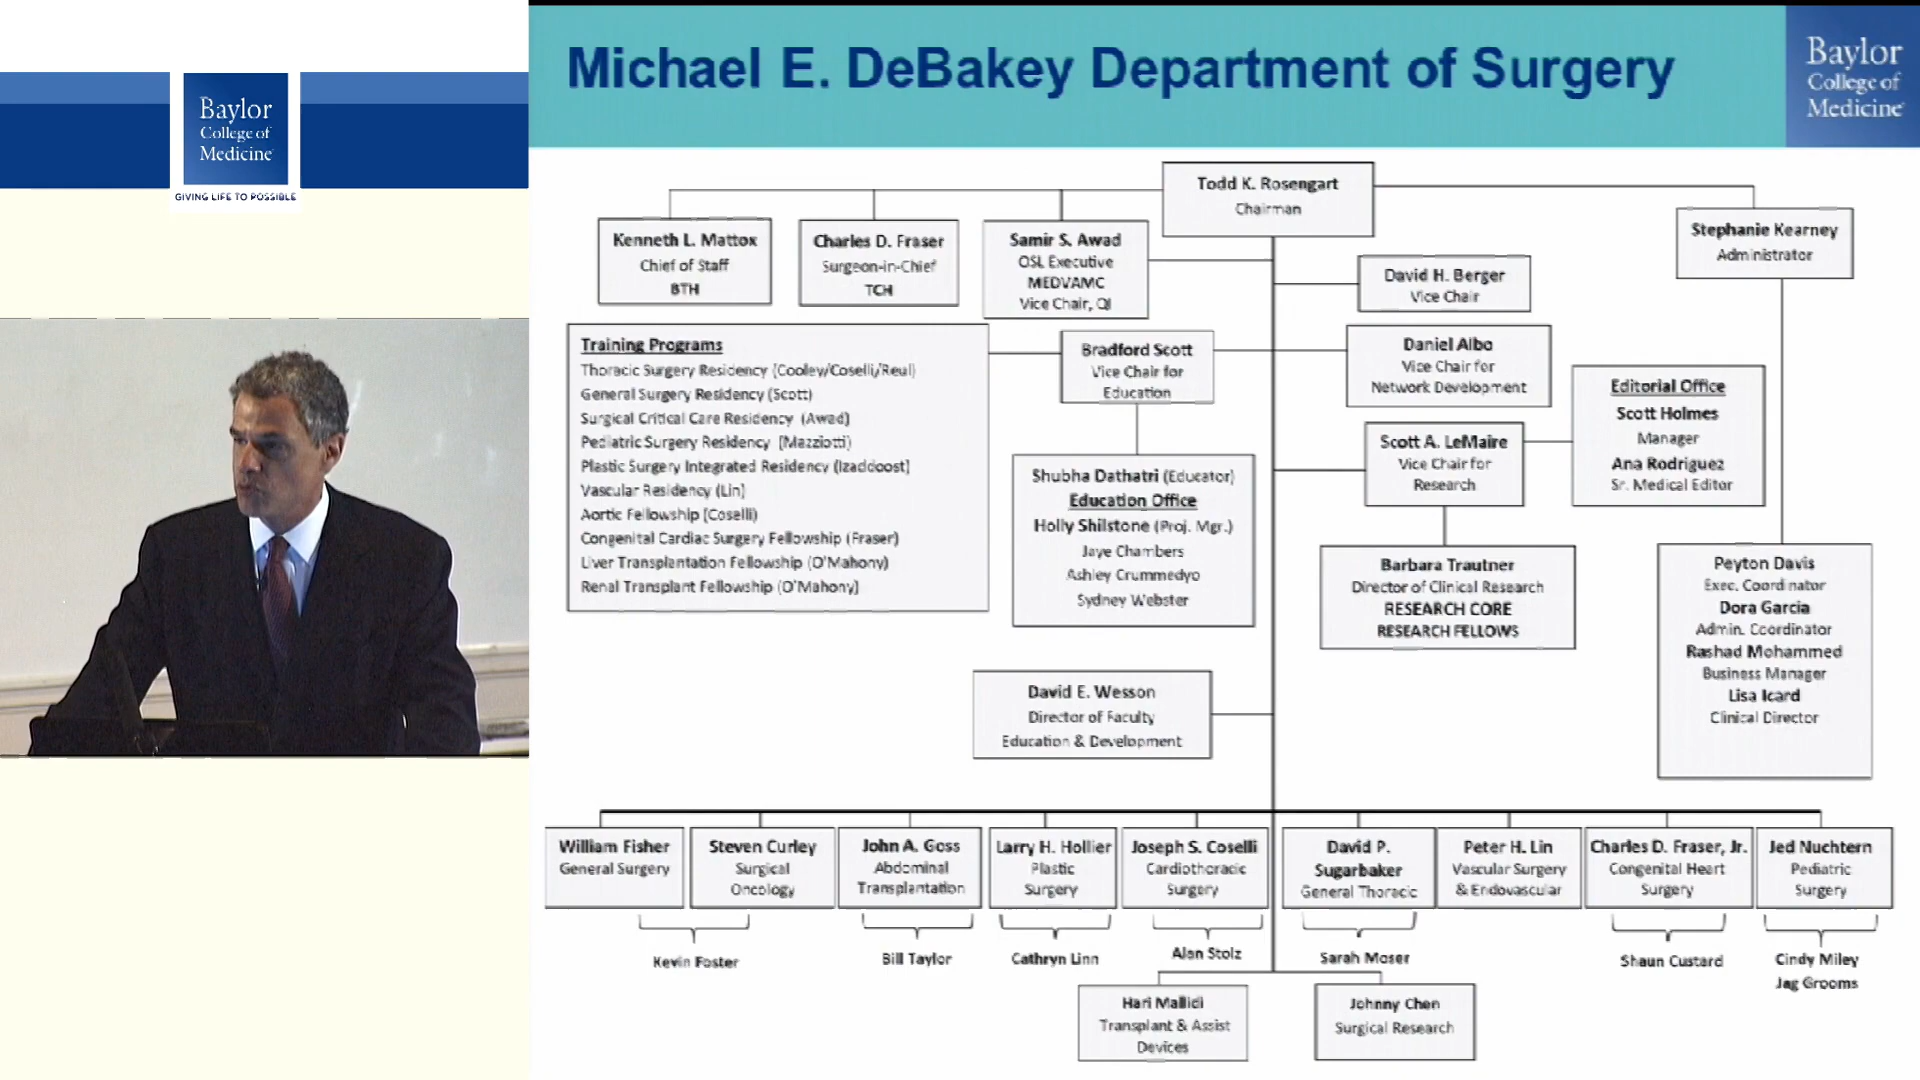 Baylor
College of
Medicine
GIVING LIFE TO POSSIBLE
Michael E. DeBakey Department of Surgery
Baylor
College of
Medicine
Todd K. Rosengart
Chairman
Kenneth L. Mattox
Chief of Staff
BTH
Charles D. Fraser
Surgeon-in-Chief
TCH
Samir S. Awad
OSL Executive
MEDVAMC
Vice Chair, QI
Stephanie Kearney
Administrator
David H. Berger
Vice Chair
Training Programs
Thoracic Surgery Residency (Cooley/Coselli/Reul)
General Surgery Residency (Scott)
Surgical Critical Care Residency (Awad)
Pediatric Surgery Residency (Mazziotti)
Plastic Surgery Integrated Residency (Izaddoost)
Vascular Residency (Lin)
Aortic Fellowship (Coselli)
Congenital Cardiac Surgery Fellowship (Fraser)
Liver Transplantation Fellowship (O'Mahony)
Renal Transplant Fellowship (O'Mahony)
Bradford Scott
Vice Chair for
Education
Daniel Albo
Vice Chair for
Network Development
Editorial Office
Scott Holmes
Manager
Ana Rodriguez
Sr. Medical Editor
Scott A. LeMaire
Vice Chair for
Research
Shubha Dathatri (Educator)
Education Office
Holly Shilstone (Proj. Mgr.)
Jaye Chambers
Ashley Crummedyo
Sydney Webster
Barbara Trautner
Director of Clinical Research
RESEARCH CORE
RESEARCH FELLOWS
Peyton Davis
Exec. Coordinator
Dora Garcia
Admin. Coordinator
Rashad Mohammed
Business Manager
Lisa Icard
Clinical Director
David E. Wesson
Director of Faculty
Education & Development
William Fisher
General Surgery
Steven Curley
Surgical
Oncology
John A. Goss
Abdominal
Transplantation
Larry H. Hollier
Plastic
Surgery
Joseph S. Coselli
Cardiothoracic
Surgery
David P.
Sugarbaker
General Thoracic
Peter H. Lin
Vascular Surgery
& Endovascular
Charles D. Fraser, Jr.
Congenital Heart
Surgery
Jed Nuchtern
Pediatric
Surgery
Kevin Foster
Bill Taylor
Cathryn Linn
Alan Stolz
Sarah Moser
Shaun Custard
Cindy Miley
Jag Grooms
Hari Mallidi
Transplant & Assist
Devices
Johnny Chen
Surgical Research